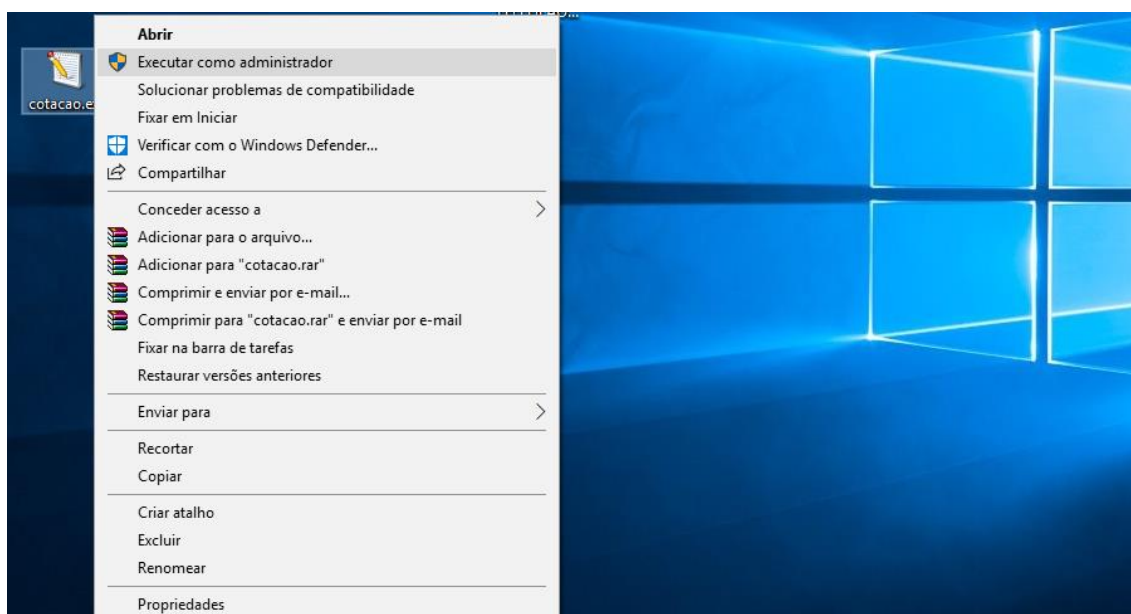 Abrir
Executar como administrador
Solucionar problemas de compatibilidade
Fixar em Iniciar
Verificar com o Windows Defender...
Compartilhar
Conceder acesso a
Adicionar para o arquivo...
Adicionar para "cotacao.rar"
Comprimir e enviar por e-mail...
Comprimir para "cotacao.rar" e enviar por e-mail
Fixar na barra de tarefas
Restaurar versões anteriores
Enviar para
Recortar
Copiar
Criar atalho
Excluir
Renomear
Propriedades
cotacao.e